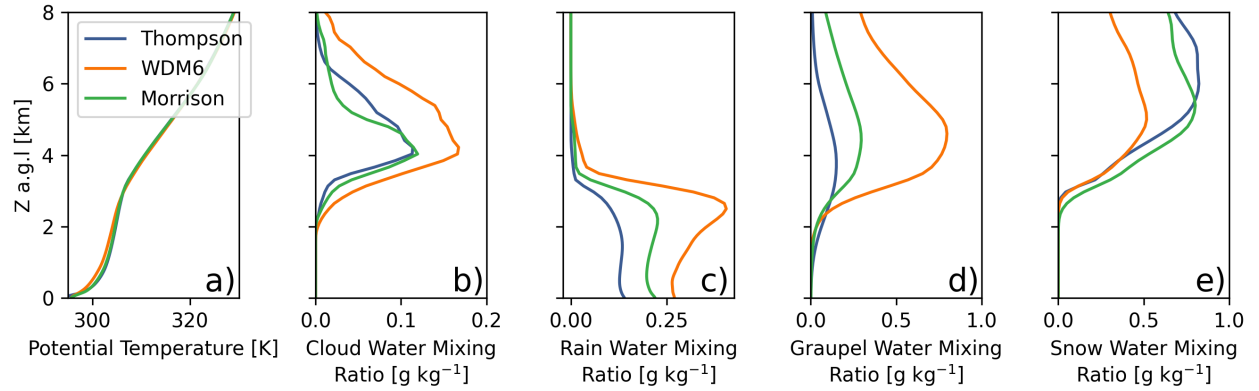 Z a.g.l [km]
8
6
4
2
0
Thompson
WDM6
Morrison
a)
300 320
Potential Temperature [K]
b)
0.0 0.1 0.2
Cloud Water Mixing
Ratio [g kg⁻¹]
c)
0.00 0.25
Rain Water Mixing
Ratio [g kg⁻¹]
d)
0.0 0.5 1.0
Graupel Water Mixing
Ratio [g kg⁻¹]
e)
0.0 0.5 1.0
Snow Water Mixing
Ratio [g kg⁻¹]